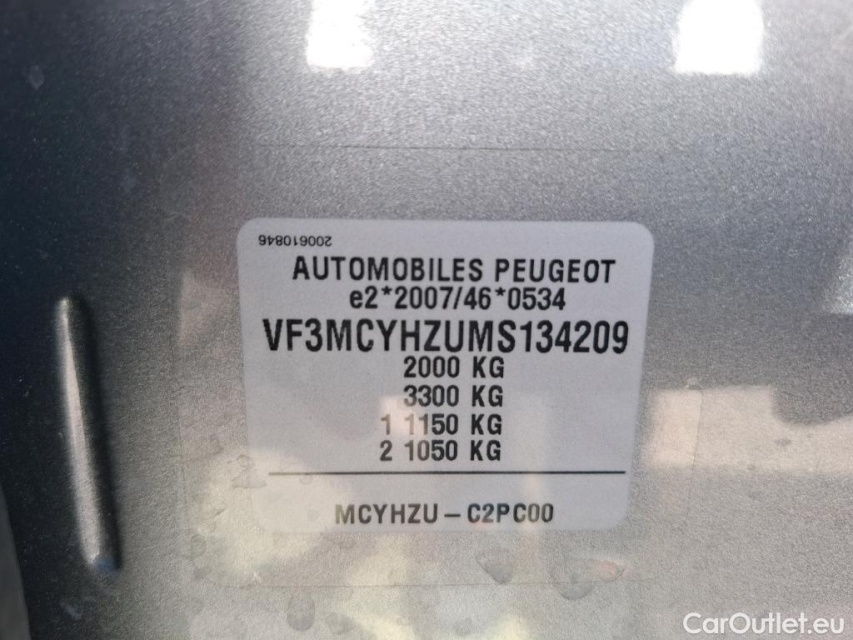 200610846
AUTOMOBILES PEUGEOT
e2*2007/46*0534
VF3MCYHZUMS134209
2000 KG
3300 KG
1 1150 KG
2 1050 KG
MCYHZU – C2PC00
CarOutlet.eu